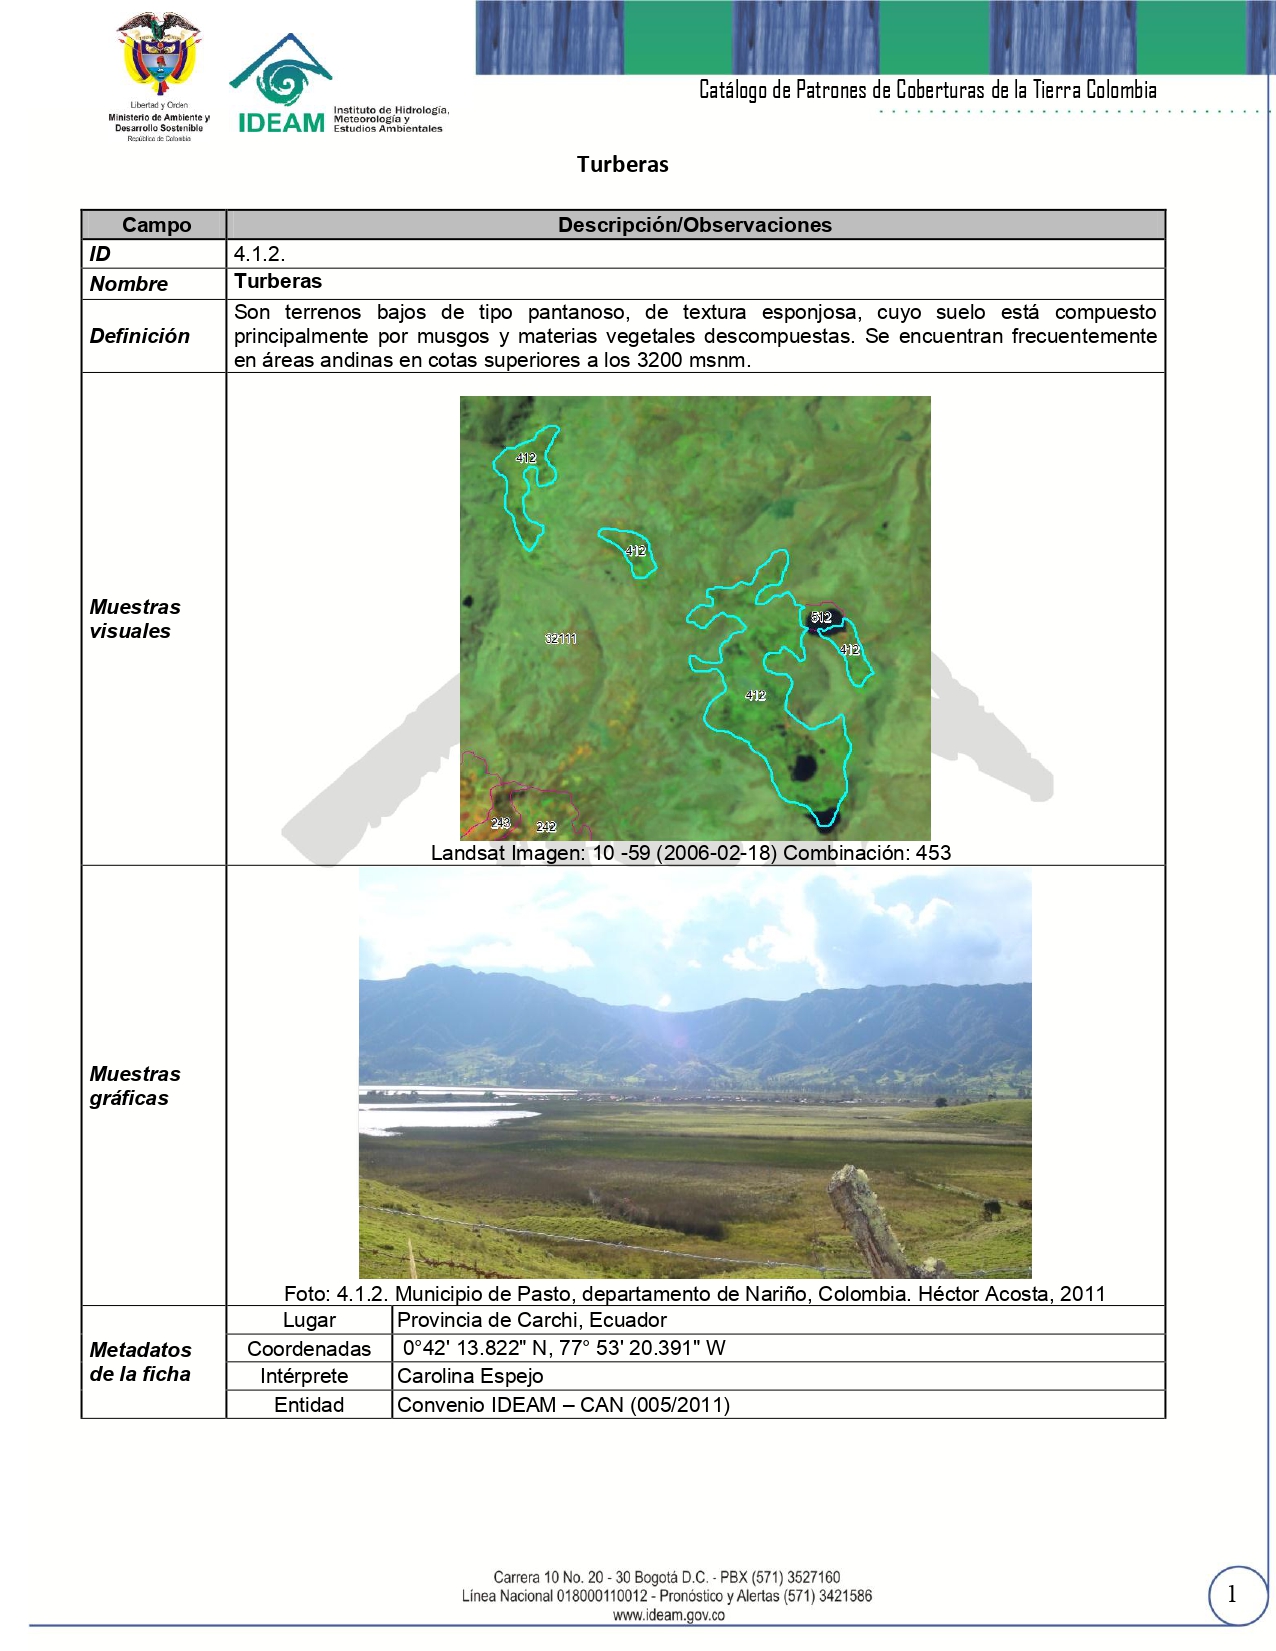 Libertad y Orden
Ministerio de Ambiente y
Desarrollo Sostenible
República de Colombia
IDEAM
Instituto de Hidrología,
Meteorología y
Estudios Ambientales
Catálogo de Patrones de Coberturas de la Tierra Colombia
Turberas
Campo Descripción/Observaciones
ID 4.1.2.
Nombre Turberas
Definición
Son terrenos bajos de tipo pantanoso, de textura esponjosa, cuyo suelo está compuesto
principalmente por musgos y materias vegetales descompuestas. Se encuentran frecuentemente
en áreas andinas en cotas superiores a los 3200 msnm.
Muestras
visuales
412
412
512
32111
412
412
243 242
Landsat Imagen: 10 -59 (2006-02-18) Combinación: 453
Muestras
gráficas
Foto: 4.1.2. Municipio de Pasto, departamento de Nariño, Colombia. Héctor Acosta, 2011
Metadatos
de la ficha
Lugar Provincia de Carchi, Ecuador
Coordenadas 0°42' 13.822" N, 77° 53' 20.391" W
Intérprete Carolina Espejo
Entidad Convenio IDEAM – CAN (005/2011)
Carrera 10 No. 20 - 30 Bogotá D.C. - PBX (571) 3527160
Línea Nacional 018000110012 - Pronóstico y Alertas (571) 3421586
www.ideam.gov.co
1